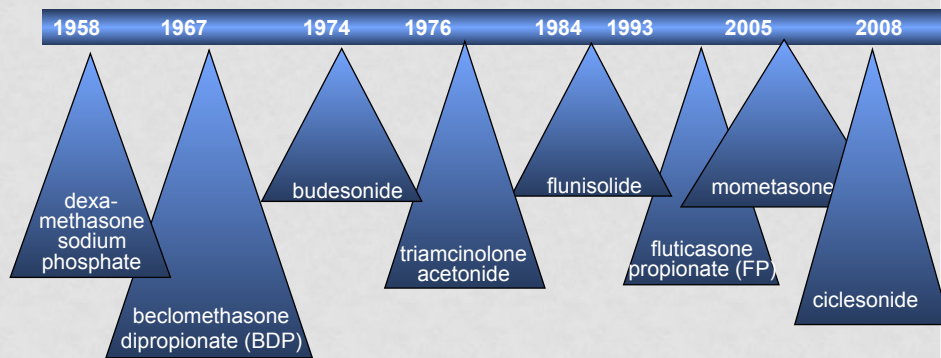 1958 1967 1974 1976 1984 1993 2005 2008
dexa-
methasone
sodium
phosphate
beclomethasone
dipropionate (BDP)
budesonide
triamcinolone
acetonide
flunisolide
fluticasone
propionate (FP)
mometasone
ciclesonide